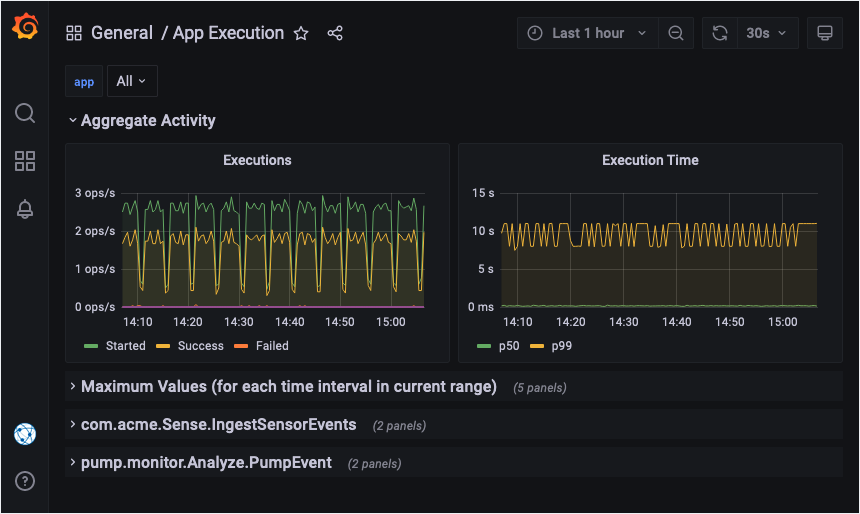 General / App Execution
Last 1 hour
30s
app
All
Aggregate Activity
Executions
3 ops/s
2 ops/s
1 ops/s
0 ops/s
14:10 14:20 14:30 14:40 14:50 15:00
Started Success Failed
Execution Time
15 s
10 s
5 s
0 ms
14:10 14:20 14:30 14:40 14:50 15:00
p50 p99
Maximum Values (for each time interval in current range) (5 panels)
com.acme.Sense.IngestSensorEvents (2 panels)
pump.monitor.Analyze.PumpEvent (2 panels)